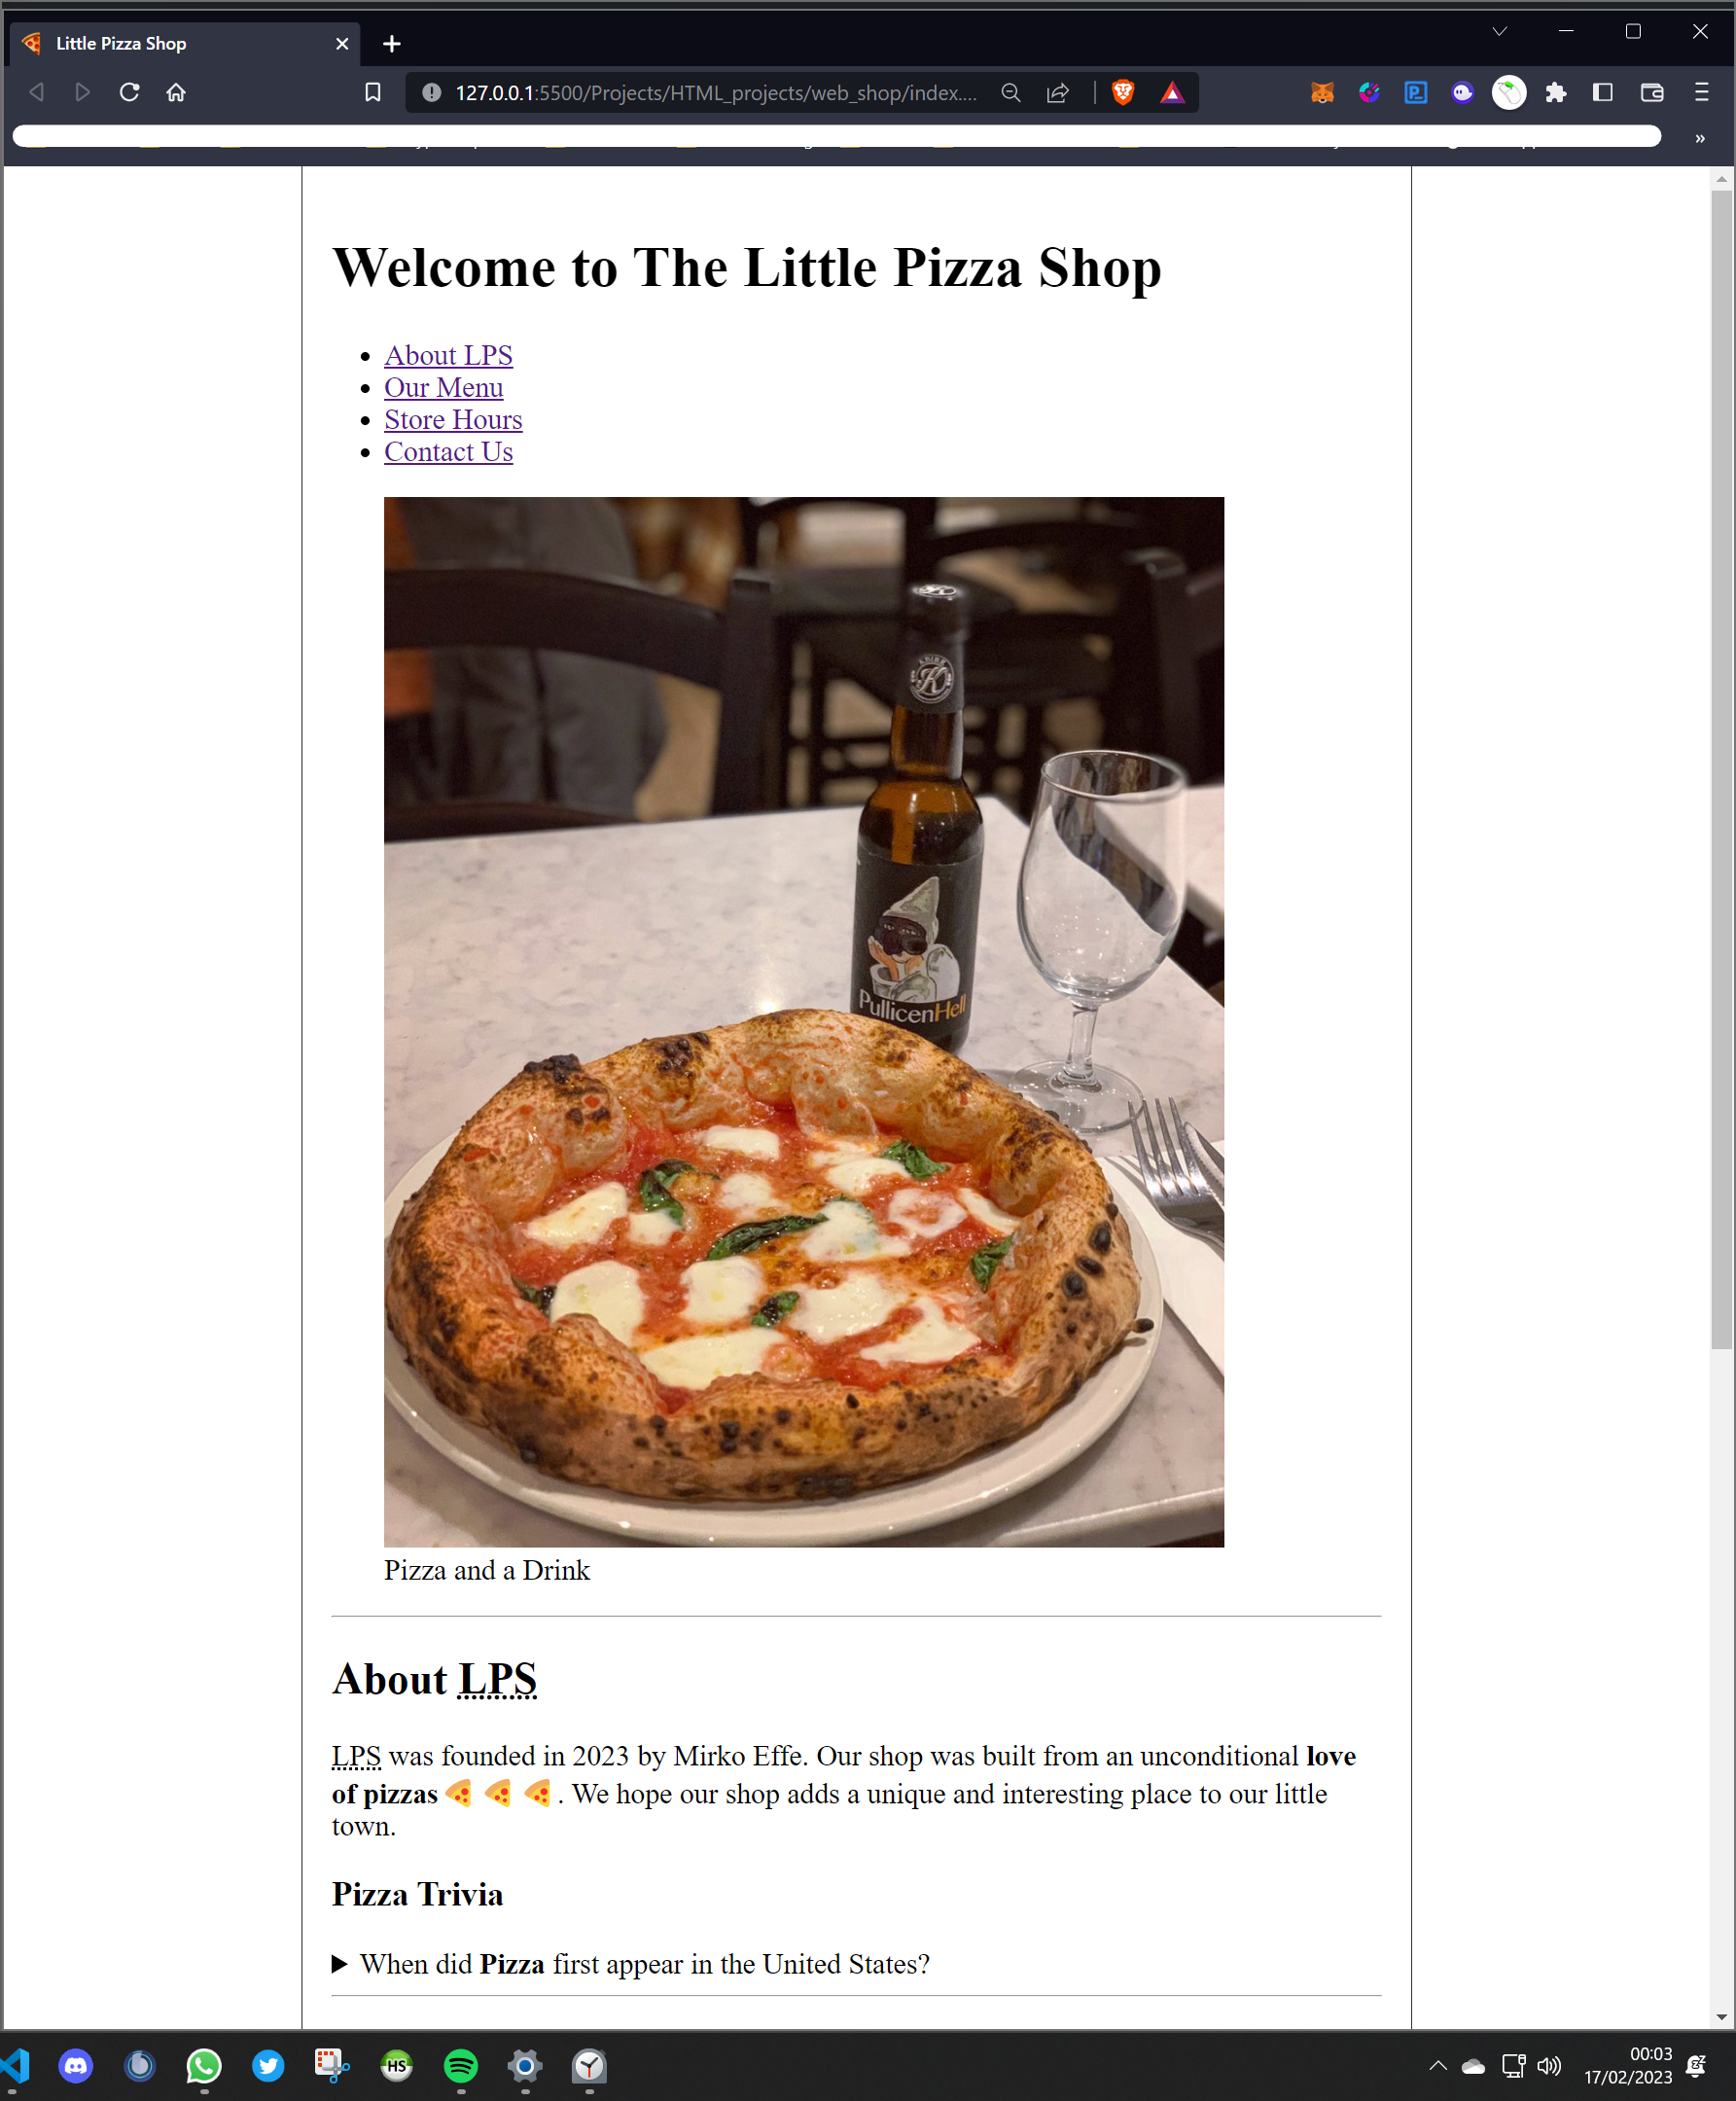 Little Pizza Shop
127.0.0.1:5500/Projects/HTML_projects/web_shop/index....
Welcome to The Little Pizza Shop
About LPS
Our Menu
Store Hours
Contact Us
K
PullicenHell
Pizza and a Drink
About LPS
LPS was founded in 2023 by Mirko Effe. Our shop was built from an unconditional love
of pizzas 🍕 🍕 🍕 . We hope our shop adds a unique and interesting place to our little
town.
Pizza Trivia
When did Pizza first appear in the United States?
HS
00:03
17/02/2023